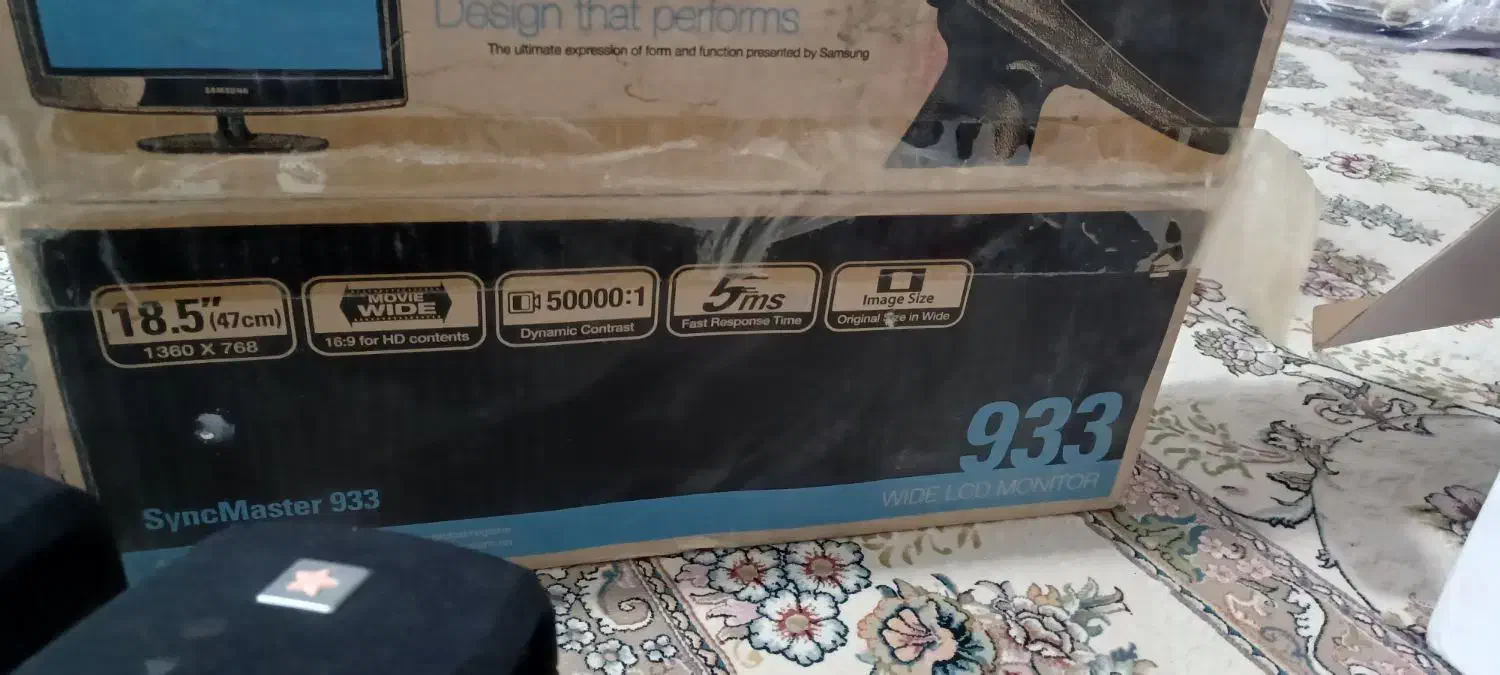 Design that performs
The ultimate expression of form and function presented by Samsung
SAMSUNG
18.5" (47cm)
1360 X 768
MOVIE
WIDE
16:9 for HD contents
50000:1
Dynamic Contrast
5ms
Fast Response Time
Image Size
Original Size in Wide
933
WIDE LCD MONITOR
SyncMaster 933